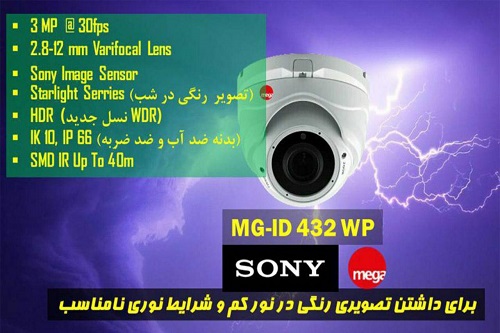 3 MP @ 30fps
2.8-12 mm Varifocal Lens
Sony Image Sensor
Starlight Serries (تصویر رنگی در شب)
HDR (نسل جدید WDR)
IK 10, IP 66 (بدنه ضد آب و ضد ضربه)
SMD IR Up To 40m
mega
MG-ID 432 WP
SONY
mega
برای داشتن تصویری رنگی در نور کم و شرایط نوری نامناسب